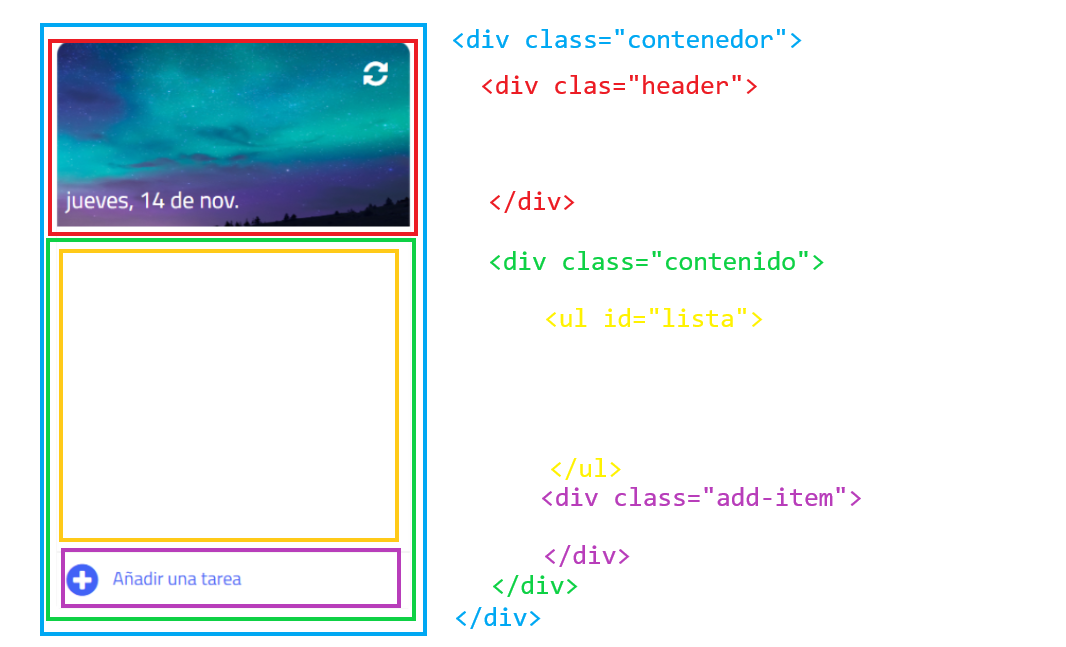 <div class="contenedor">
<div clas="header">
jueves, 14 de nov.
</div>
<div class="contenido">
<ul id="lista">
</ul>
<div class="add-item">
</div>
Añadir una tarea
</div>
</div>